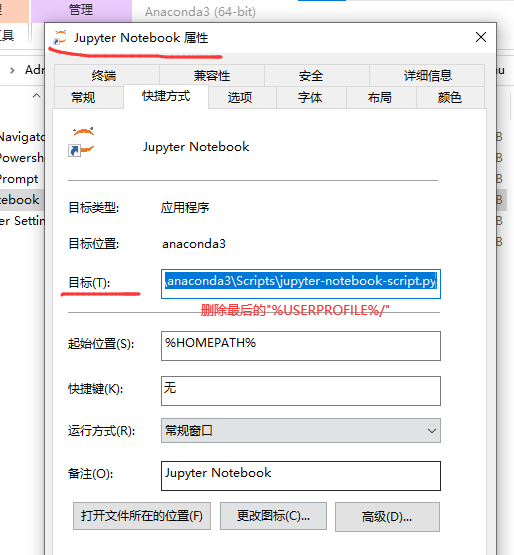 管理
Anaconda3 (64-bit)
工具
Jupyter Notebook 属性
Adr
终端 兼容性 安全 详细信息
常规 快捷方式 选项 字体 布局 颜色
Navigat
Powersh
Prompt
tebook
er Settin
Jupyter Notebook
目标类型: 应用程序
目标位置: anaconda3
目标(T): \anaconda3\Scripts\jupyter-notebook-script.py
删除最后的"%USERPROFILE%/"
起始位置(S): %HOMEPATH%
快捷键(K): 无
运行方式(R): 常规窗口
备注(O): Jupyter Notebook
打开文件所在的位置(F) 更改图标(C)... 高级(D)...